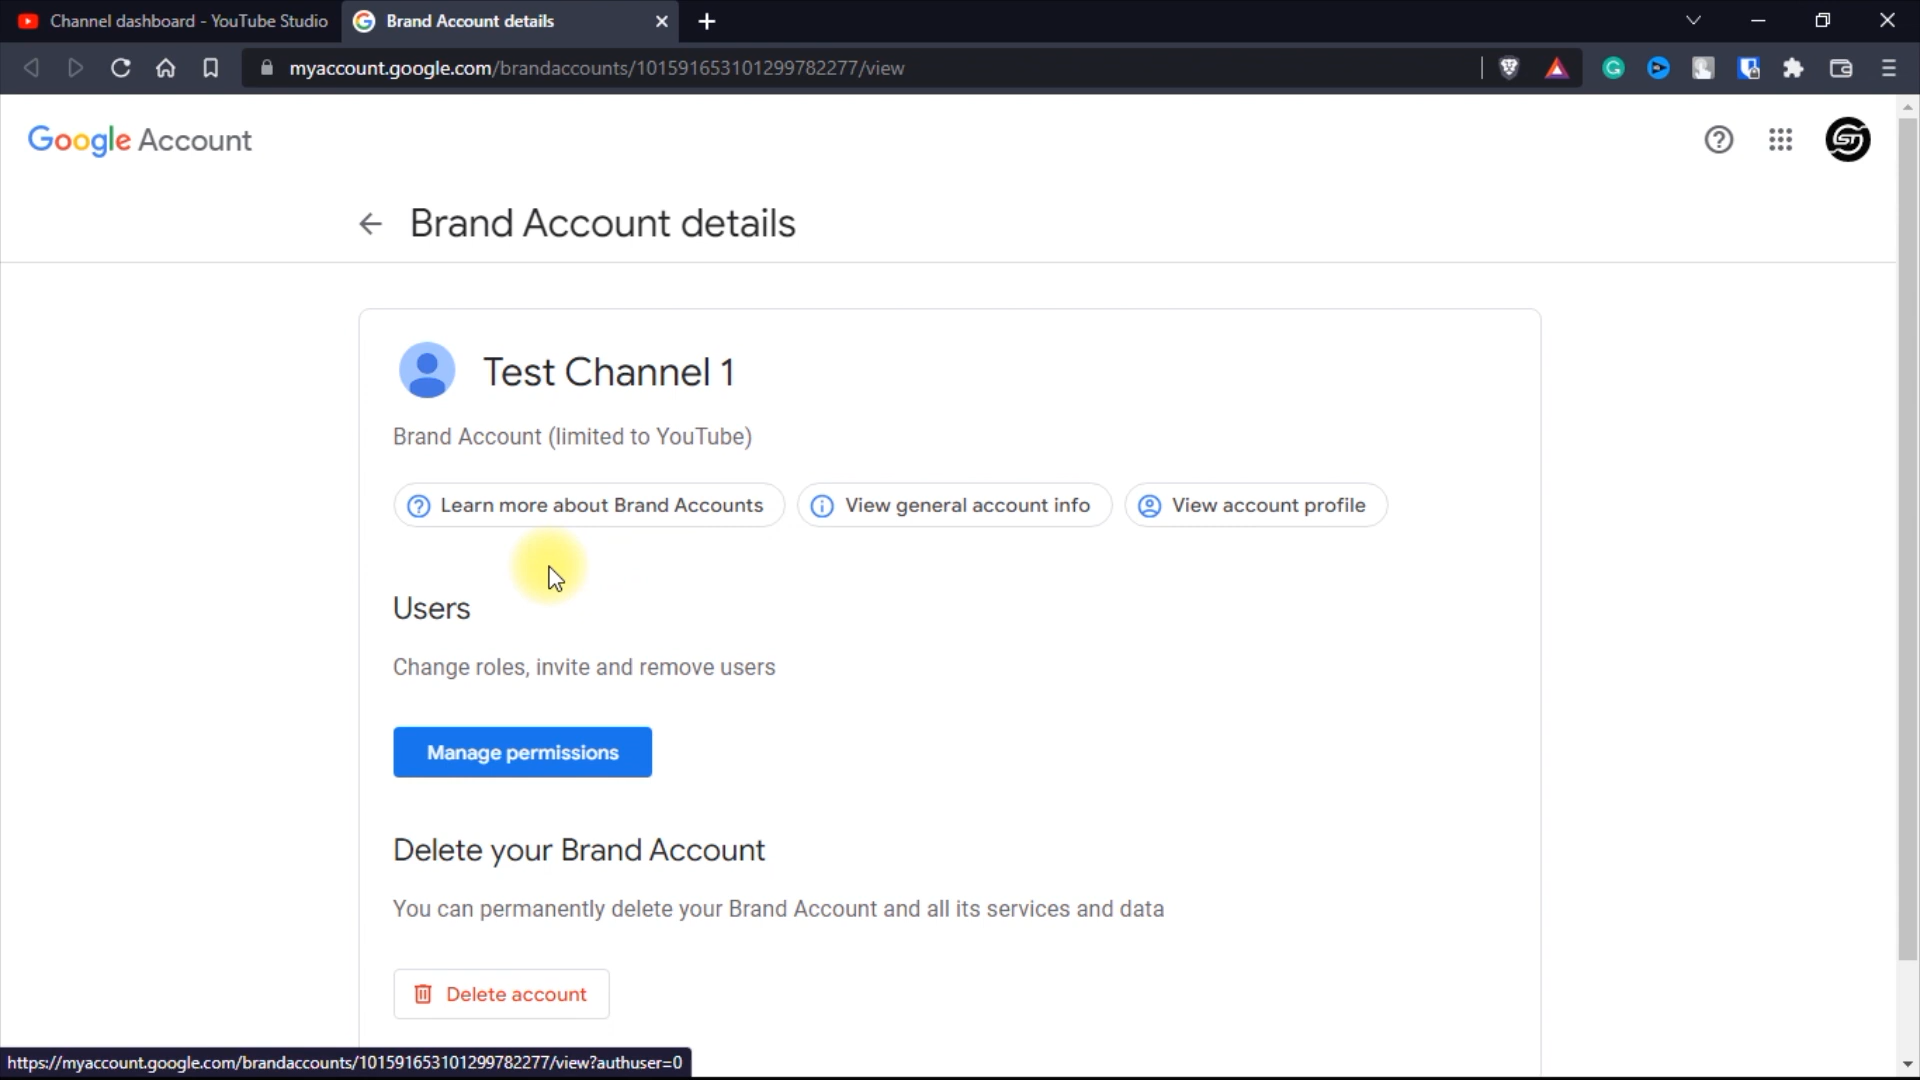 Channel dashboard - YouTube Studio
Brand Account details
myaccount.google.com/brandaccounts/101591653101299782277/view
Google Account
Brand Account details
Test Channel 1
Brand Account (limited to YouTube)
Learn more about Brand Accounts
View general account info
View account profile
Users
Change roles, invite and remove users
Manage permissions
Delete your Brand Account
You can permanently delete your Brand Account and all its services and data
Delete account
https://myaccount.google.com/brandaccounts/101591653101299782277/view?authuser=0